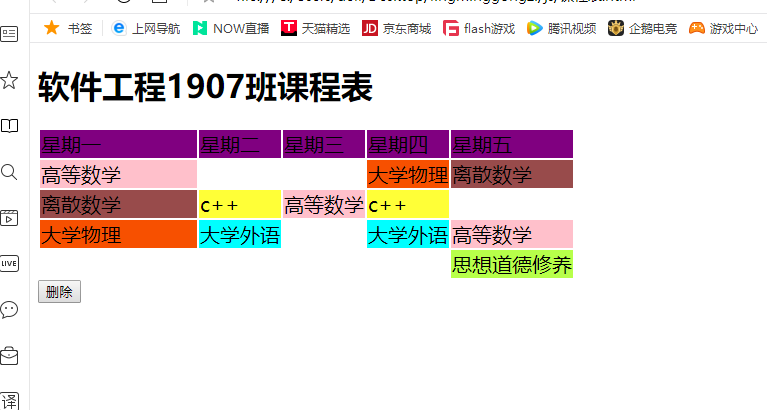 书签 上网导航 NOW直播 天猫精选 京东商城 flash游戏 腾讯视频 企鹅电竞 游戏中心
软件工程1907班课程表
星期一 星期二 星期三 星期四 星期五
高等数学 大学物理 离散数学
离散数学 c++ 高等数学 c++
大学物理 大学外语 大学外语 高等数学
思想道德修养
删除
LIVE
译